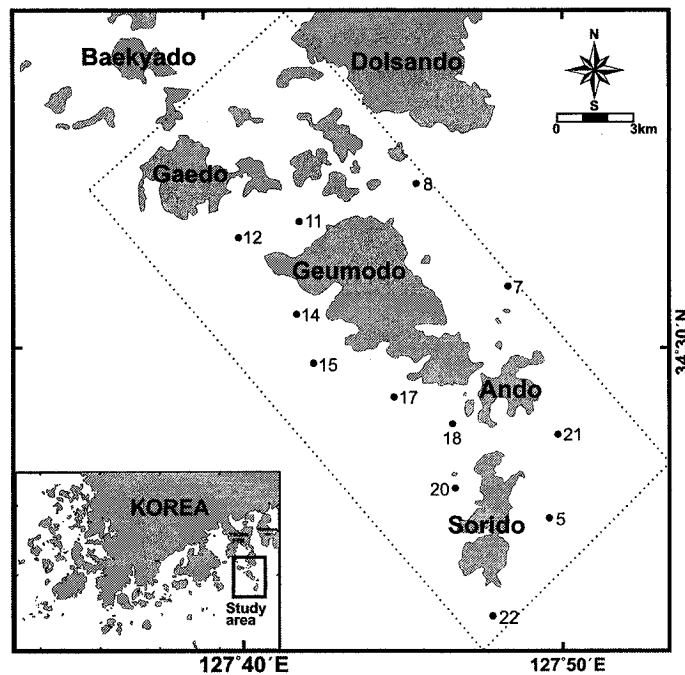 Baekyado
Dolsando
N
S
0 3km
Gaedo
8
11
12
Geumodo
7
14
34°30′N
15
Ando
17
18
21
20
KOREA
Sorido
5
Study
area
22
127°40′E
127°50′E